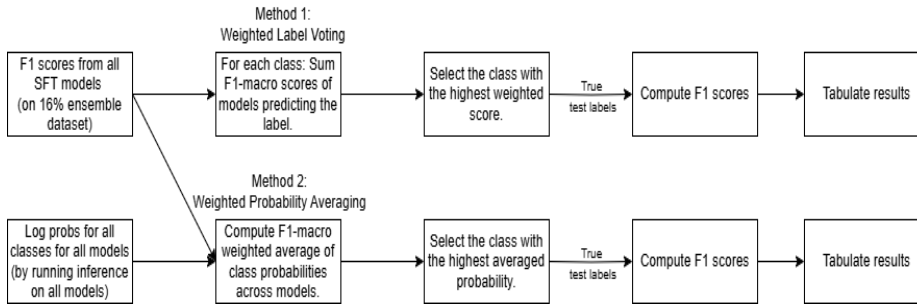 Method 1:
Weighted Label Voting
F1 scores from all
SFT models
(on 16% ensemble
dataset)
For each class: Sum
F1-macro scores of
models predicting the
label.
Select the class with
the highest weighted
score.
True
test labels
Compute F1 scores
Tabulate results
Method 2:
Weighted Probability Averaging
Log probs for all
classes for all models
(by running inference
on all models)
Compute F1-macro
weighted average of
class probabilities
across models.
Select the class with
the highest averaged
probability.
True
test labels
Compute F1 scores
Tabulate results